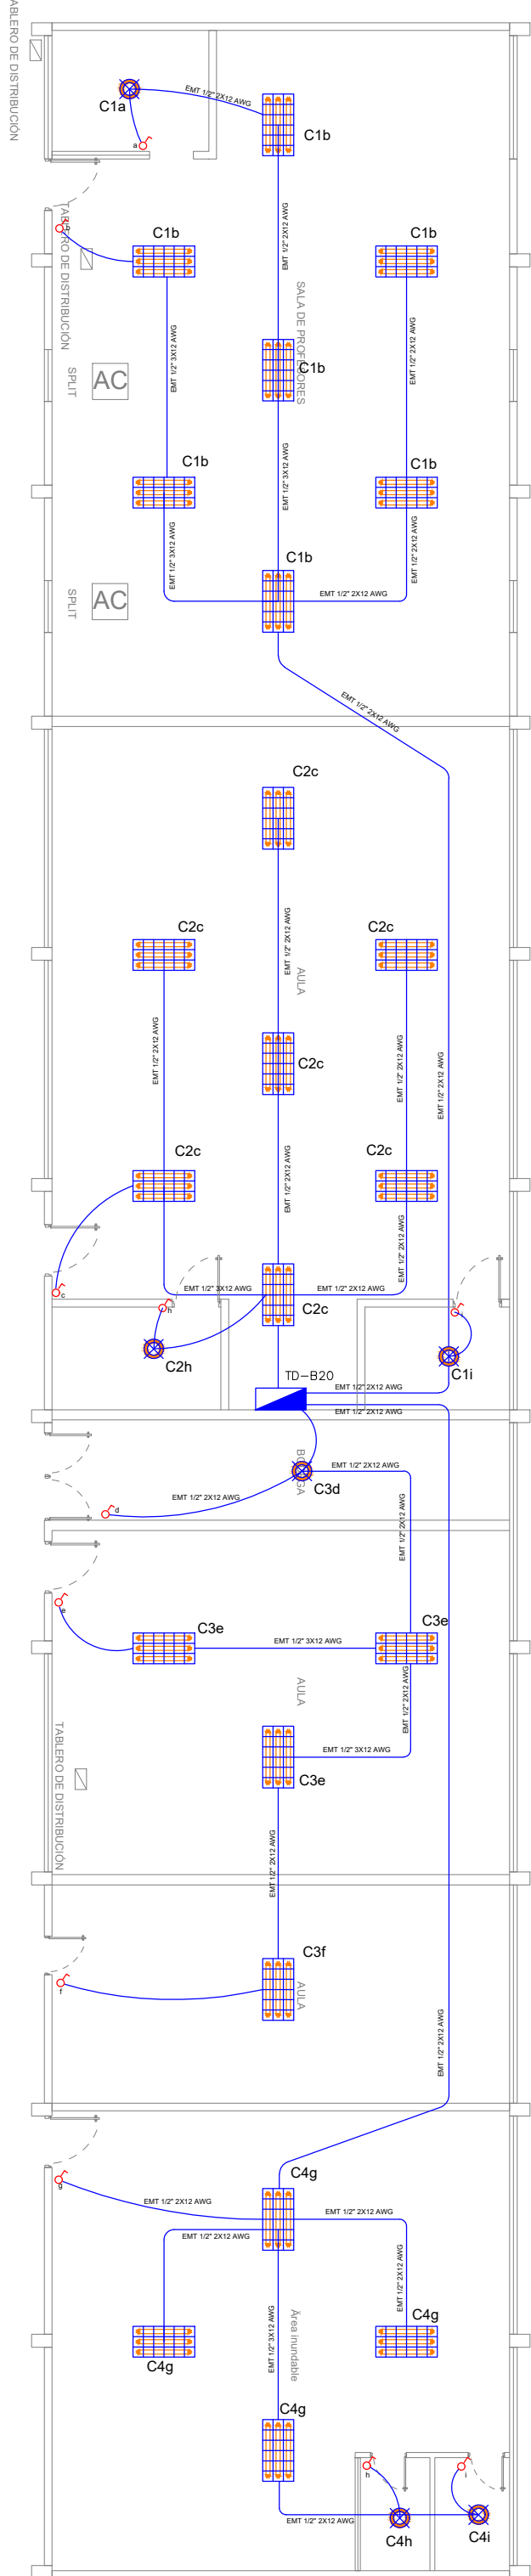 TABLERO DE DISTRIBUCIÓN
C1a
a
EMT 1/2" 2X12 AWG
C1b
b
TABLERO DE DISTRIBUCIÓN
C1b
EMT 1/2" 2X12 AWG
C1b
SALA DE PROFESORES
EMT 1/2" 3X12 AWG
EMT 1/2" 2X12 AWG
SPLIT
AC
C1b
C1b
C1b
EMT 1/2" 3X12 AWG
EMT 1/2" 3X12 AWG
EMT 1/2" 2X12 AWG
C1b
SPLIT
AC
EMT 1/2" 2X12 AWG
EMT 1/2" 2X12 AWG
C2c
C2c
EMT 1/2" 2X12 AWG
C2c
AULA
EMT 1/2" 2X12 AWG
EMT 1/2" 2X12 AWG
EMT 1/2" 2X12 AWG
C2c
C2c
C2c
EMT 1/2" 2X12 AWG
c
EMT 1/2" 3X12 AWG
EMT 1/2" 2X12 AWG
h
C2c
C2h
C1i
TD-B20
EMT 1/2" 2X12 AWG
EMT 1/2" 2X12 AWG
EMT 1/2" 2X12 AWG
C3d
EMT 1/2" 2X12 AWG
d
EMT 1/2" 2X12 AWG
e
C3e
C3e
EMT 1/2" 3X12 AWG
AULA
EMT 1/2" 2X12 AWG
EMT 1/2" 3X12 AWG
TABLERO DE DISTRIBUCIÓN
C3e
EMT 1/2" 2X12 AWG
C3f
AULA
f
EMT 1/2" 2X12 AWG
C4g
g
EMT 1/2" 2X12 AWG
EMT 1/2" 2X12 AWG
EMT 1/2" 2X12 AWG
EMT 1/2" 2X12 AWG
C4g
C4g
EMT 1/2" 3X12 AWG
Área inundable
C4g
h
i
EMT 1/2" 2X12 AWG
C4h
C4i